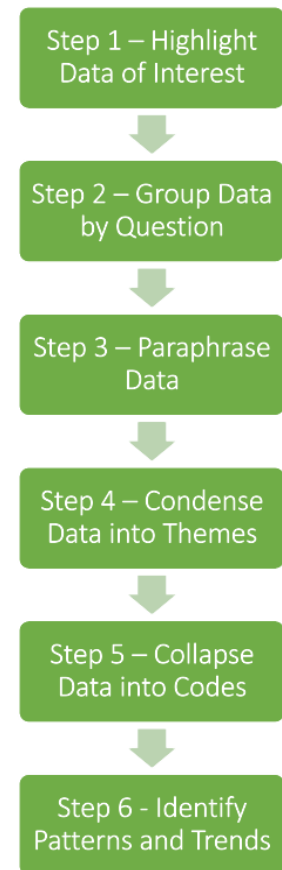 Step 1 – Highlight
Data of Interest
Step 2 – Group Data
by Question
Step 3 – Paraphrase
Data
Step 4 – Condense
Data into Themes
Step 5 – Collapse
Data into Codes
Step 6 - Identify
Patterns and Trends